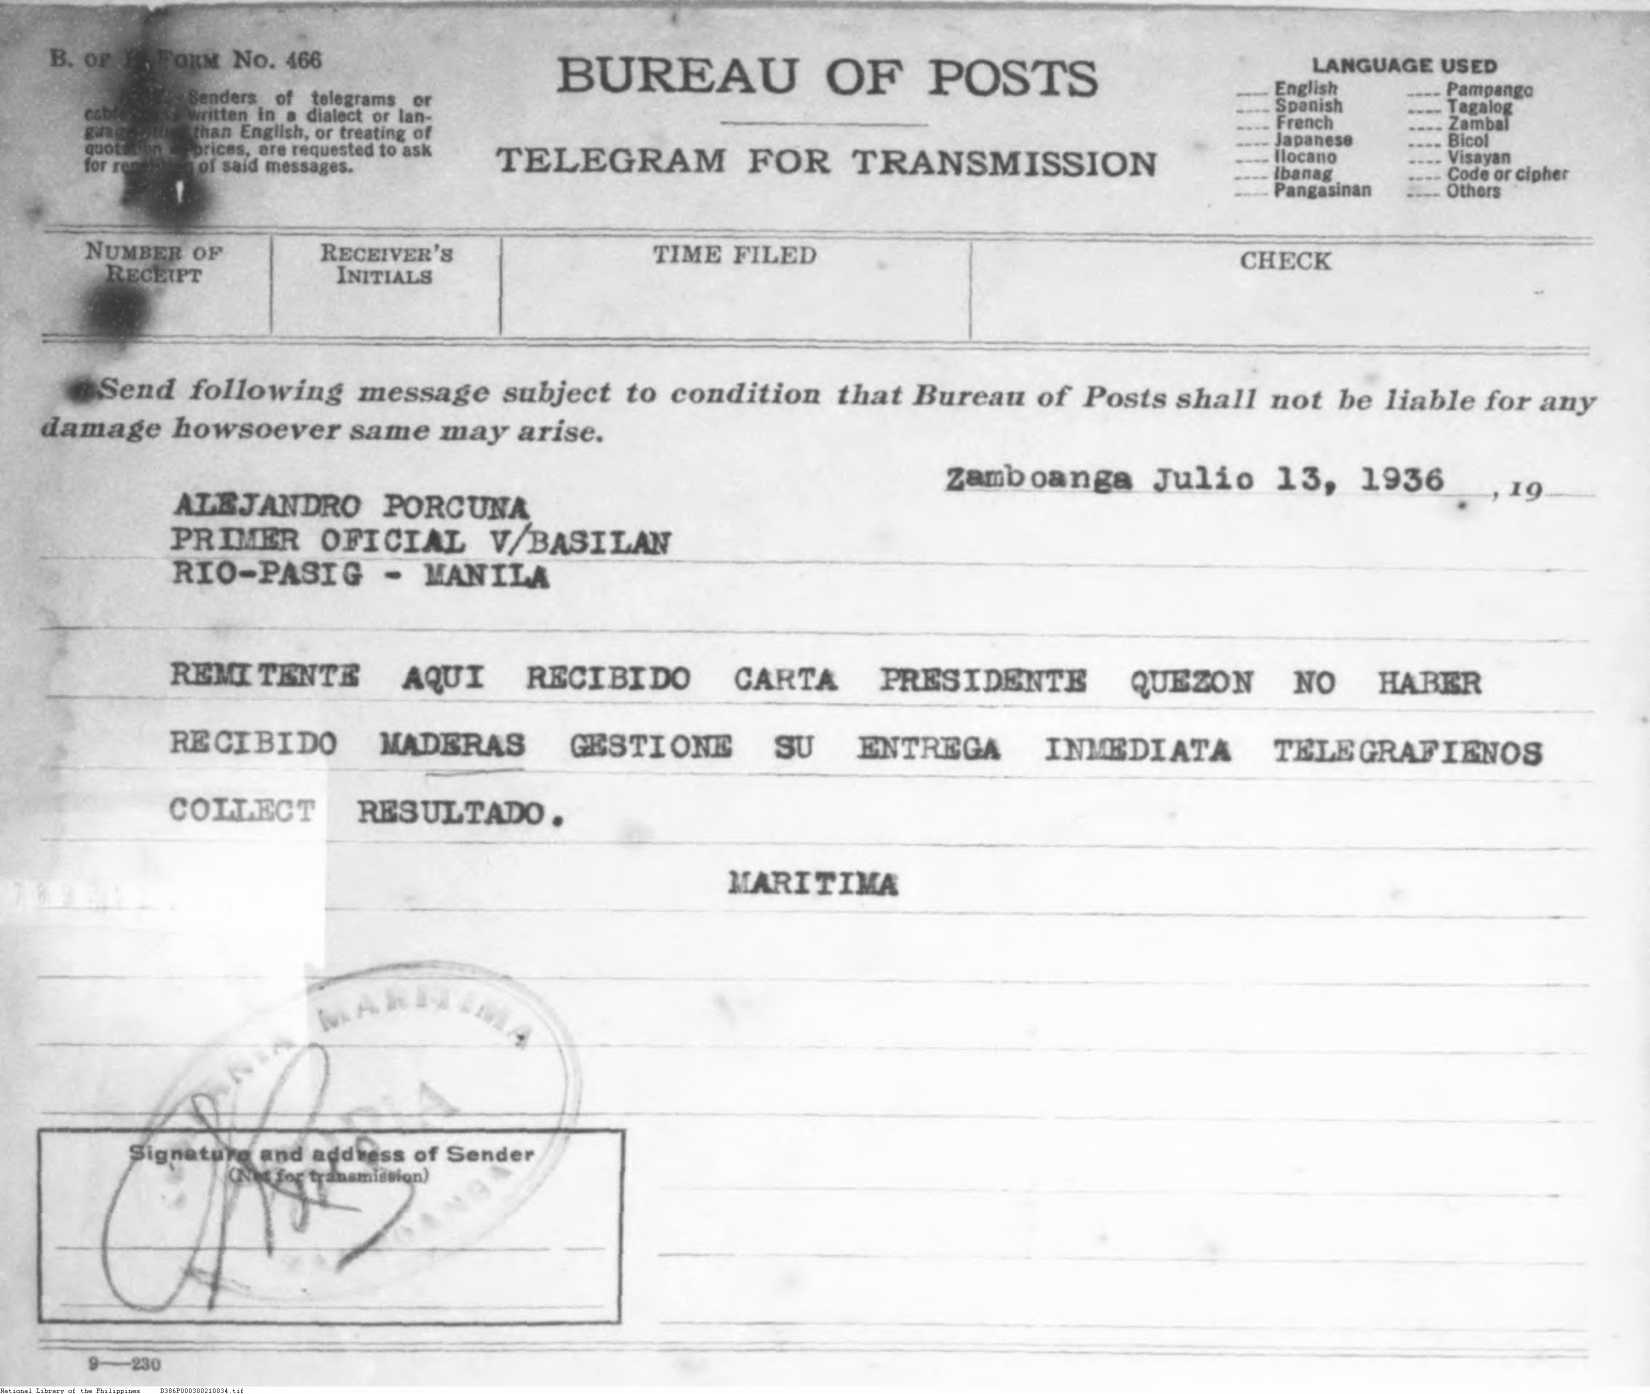 B. OF FORM No. 466
Senders of telegrams or
written in a dialect or lan-
than English, or treating of
prices, are requested to ask
for of said messages.
BUREAU OF POSTS
TELEGRAM FOR TRANSMISSION
LANGUAGE USED
---- English ---- Pampango
---- Spanish ---- Tagalog
---- French ---- Zambal
---- Japanese ---- Bicol
---- Ilocano ---- Visayan
---- Ibanag ---- Code or cipher
---- Pangasinan ---- Others
NUMBER OF RECEIPT
RECEIVER'S INITIALS
TIME FILED
CHECK
Send following message subject to condition that Bureau of Posts shall not be liable for any
damage howsoever same may arise.
Zamboanga Julio 13, 1936 , 19
ALEJANDRO PORCUNA
PRIMER OFICIAL V/BASILAN
RIO-PASIG - MANILA
REMITENTE AQUI RECIBIDO CARTA PRESIDENTE QUEZON NO HABER
RECIBIDO MADERAS GESTIONE SU ENTREGA INMEDIATA TELEGRAFIENOS
COLLECT RESULTADO.
MARITIMA
MARITIMA
Signature and address of Sender
(Not for transmission)
9—230
National Library of the Philippines B386P000300210834.tif